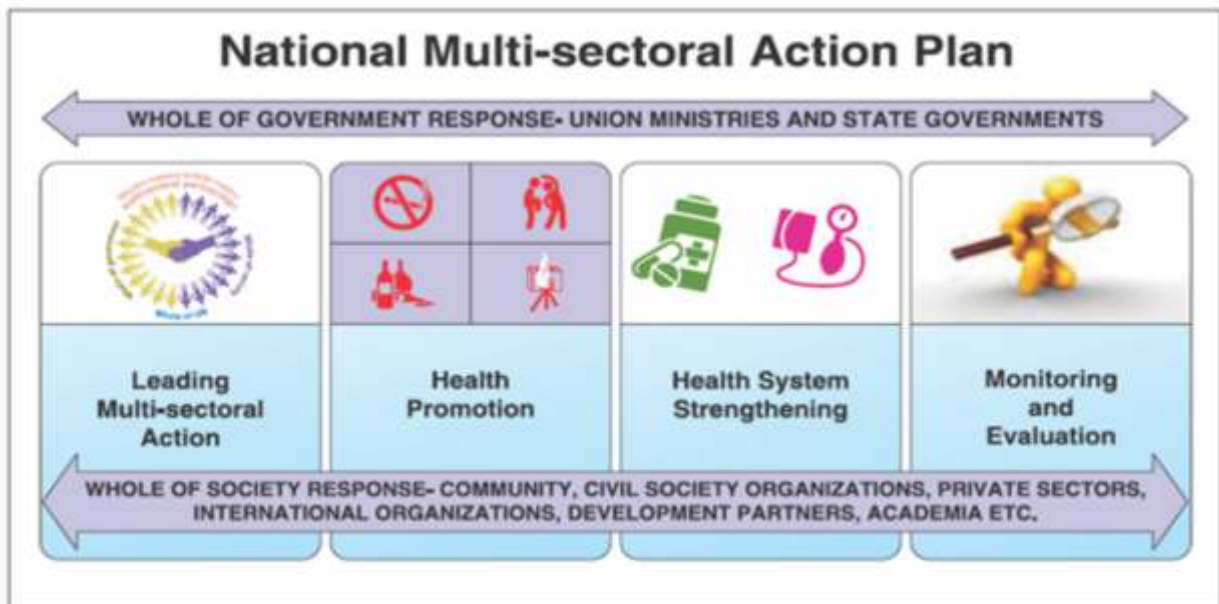 National Multi-sectoral Action Plan
WHOLE OF GOVERNMENT RESPONSE- UNION MINISTRIES AND STATE GOVERNMENTS
Leading
Multi-sectoral
Action
Health
Promotion
Health System
Strengthening
Monitoring
and
Evaluation
WHOLE OF SOCIETY RESPONSE- COMMUNITY, CIVIL SOCIETY ORGANIZATIONS, PRIVATE SECTORS,
INTERNATIONAL ORGANIZATIONS, DEVELOPMENT PARTNERS, ACADEMIA ETC.